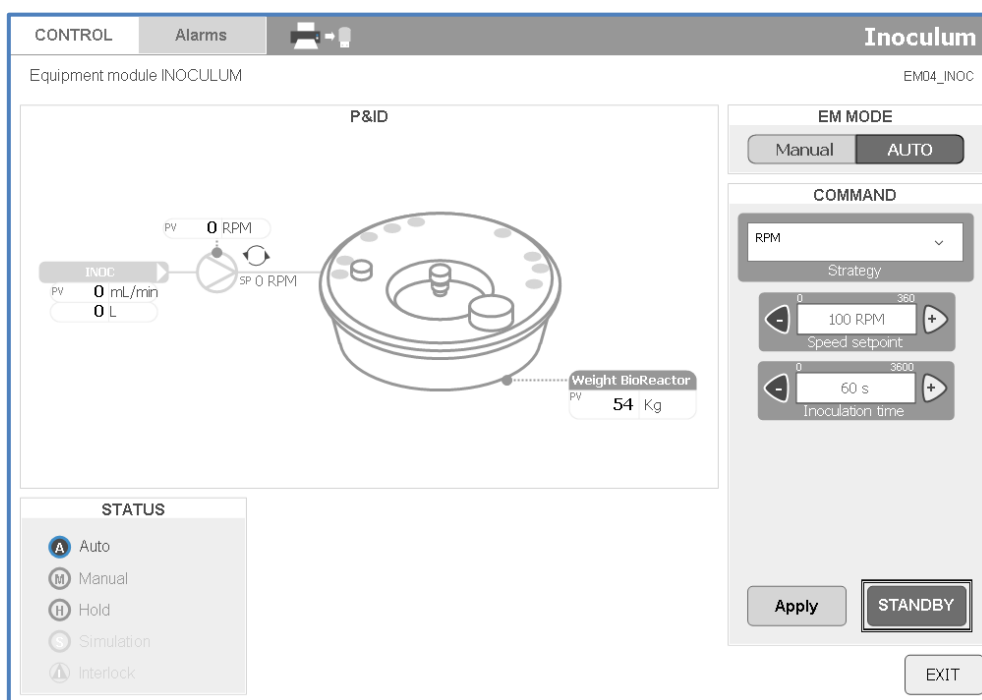 CONTROL
Alarms
Inoculum
Equipment module INOCULUM
EM04_INOC
P&ID
PV 0 RPM
INOC
SP 0 RPM
PV 0 mL/min
0 L
Weight BioReactor
PV 54 Kg
EM MODE
Manual
AUTO
COMMAND
RPM
Strategy
0 360
- 100 RPM +
Speed setpoint
0 3600
- 60 s +
Inoculation time
STATUS
A Auto
M Manual
H Hold
S Simulation
Interlock
Apply
STANDBY
EXIT